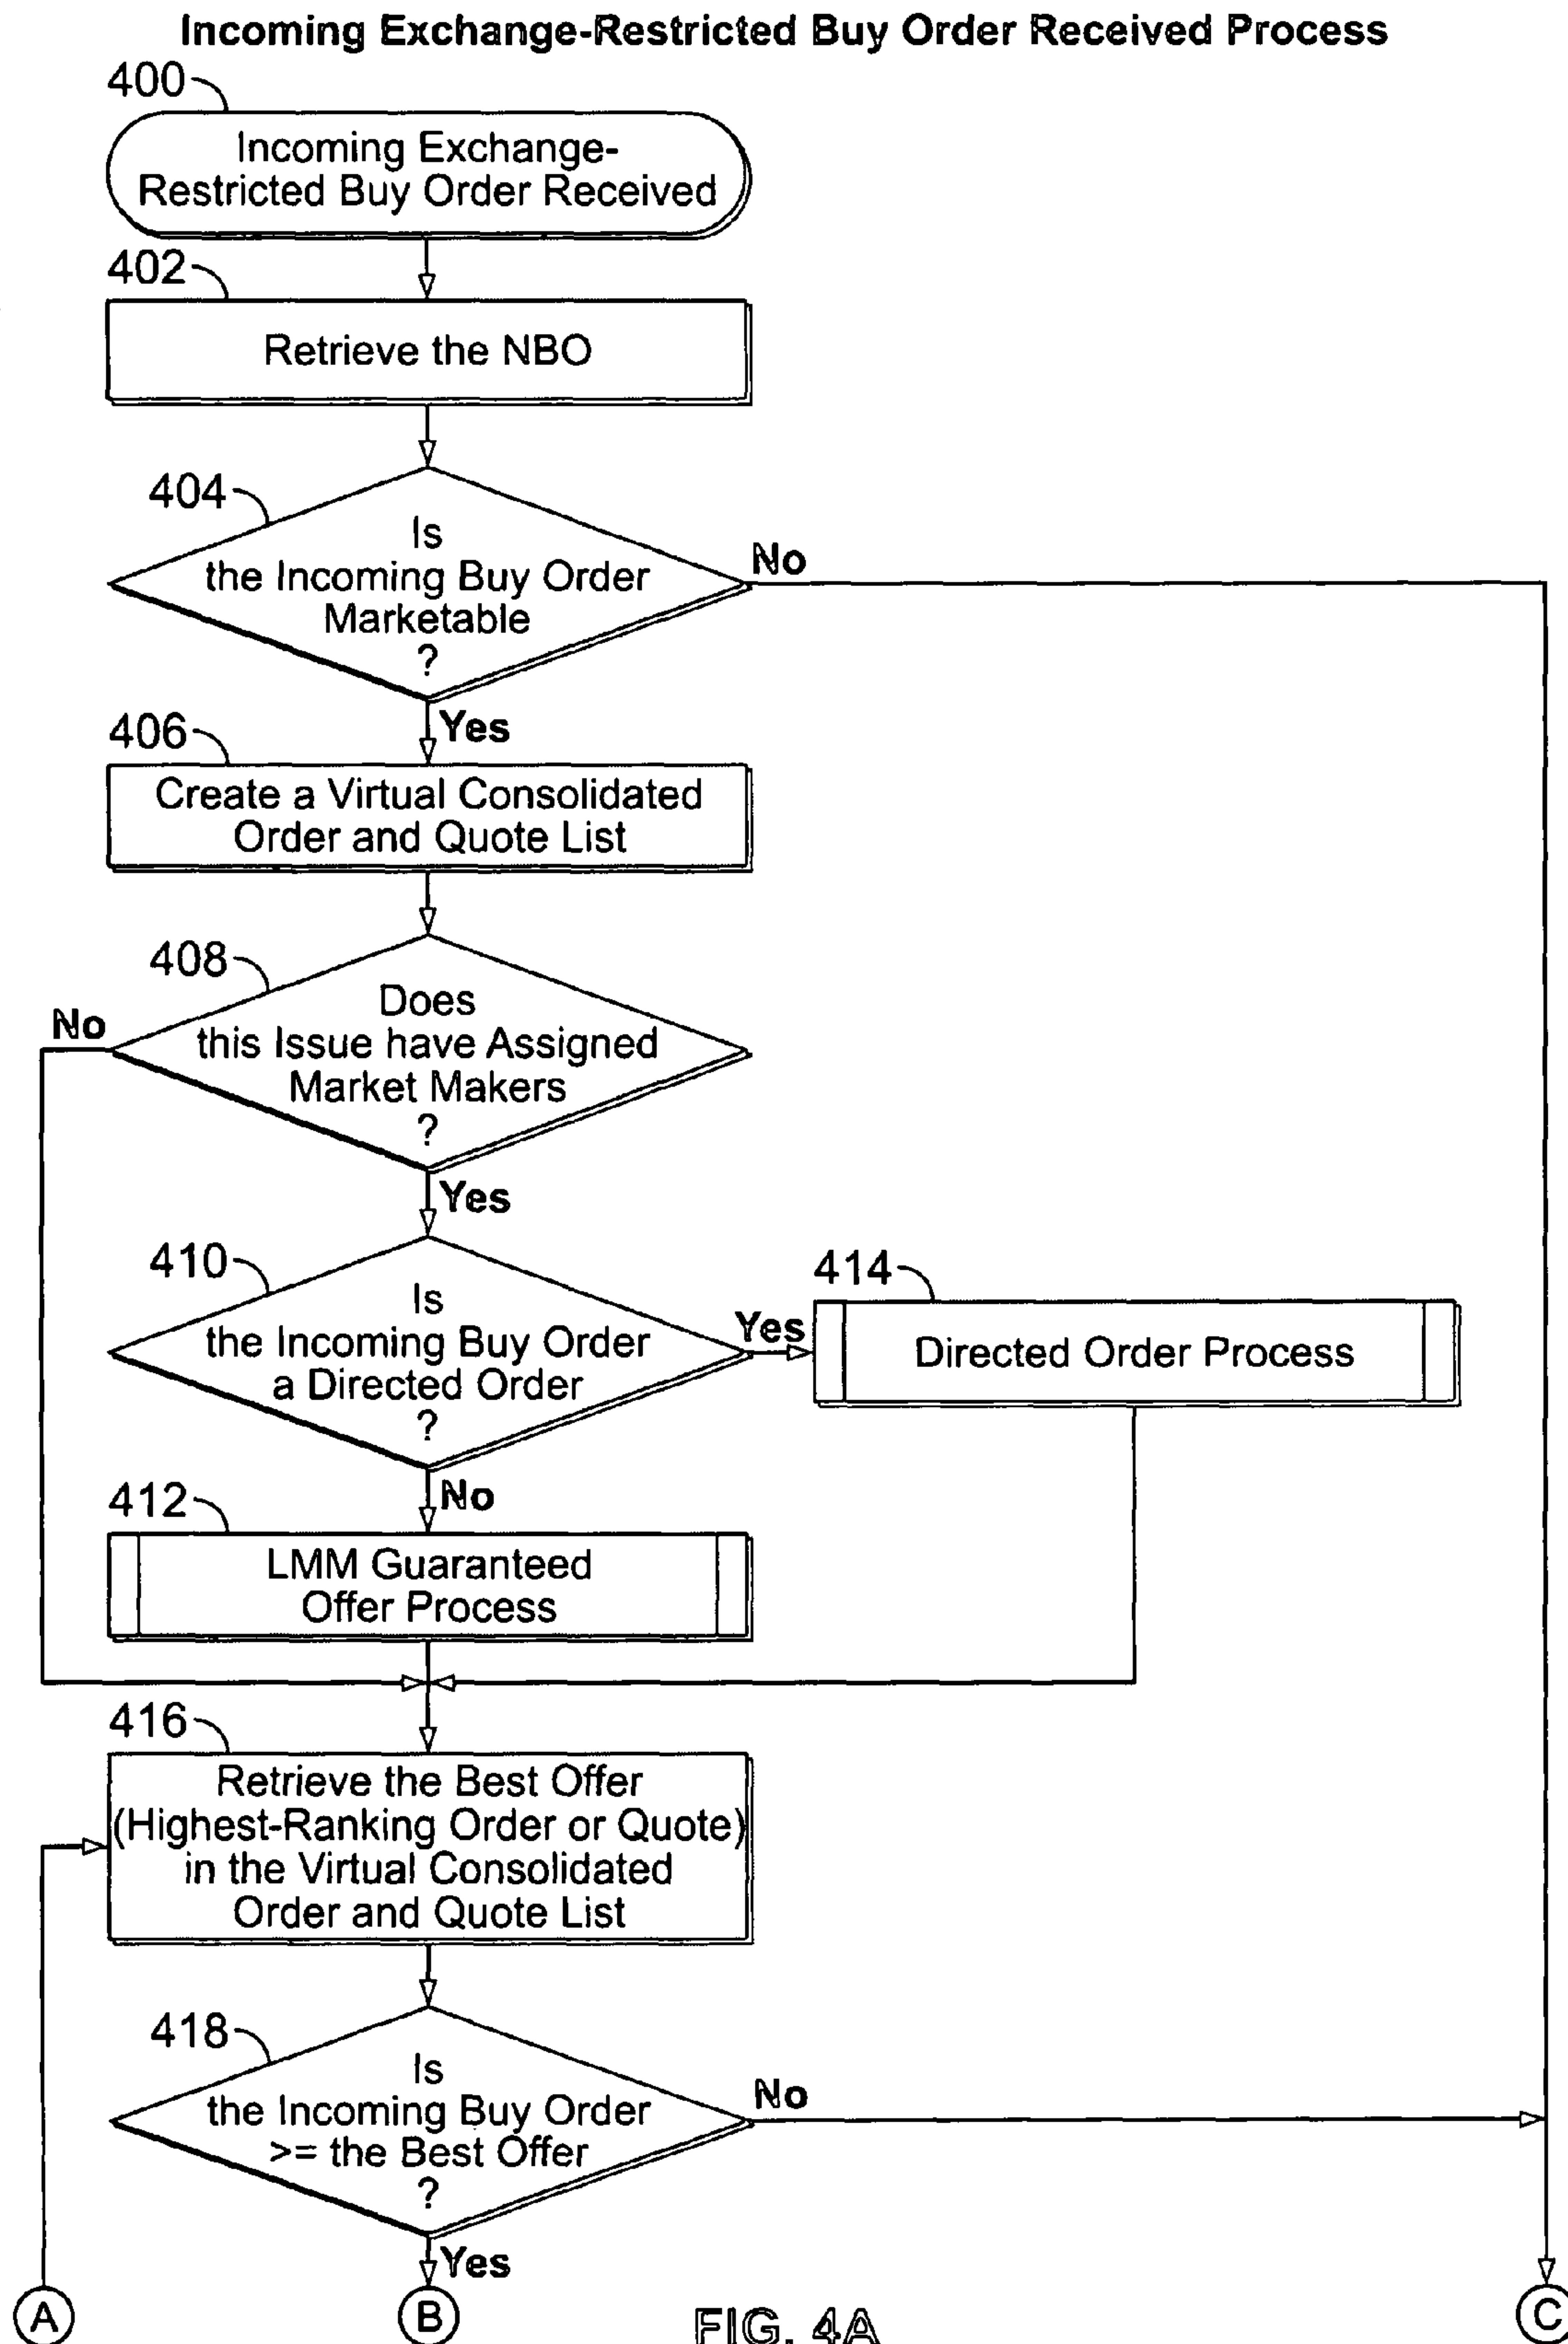 Incoming Exchange-Restricted Buy Order Received Process
400
Incoming Exchange-
Restricted Buy Order Received
402
Retrieve the NBO
404
Is
the Incoming Buy Order
Marketable
?
No
Yes
406
Create a Virtual Consolidated
Order and Quote List
408
Does
this Issue have Assigned
Market Makers
?
No
Yes
410
Is
the Incoming Buy Order
a Directed Order
?
Yes
414
Directed Order Process
No
412
LMM Guaranteed
Offer Process
416
Retrieve the Best Offer
(Highest-Ranking Order or Quote)
in the Virtual Consolidated
Order and Quote List
418
Is
the Incoming Buy Order
>= the Best Offer
?
No
Yes
A
B
C
FIG. 4A